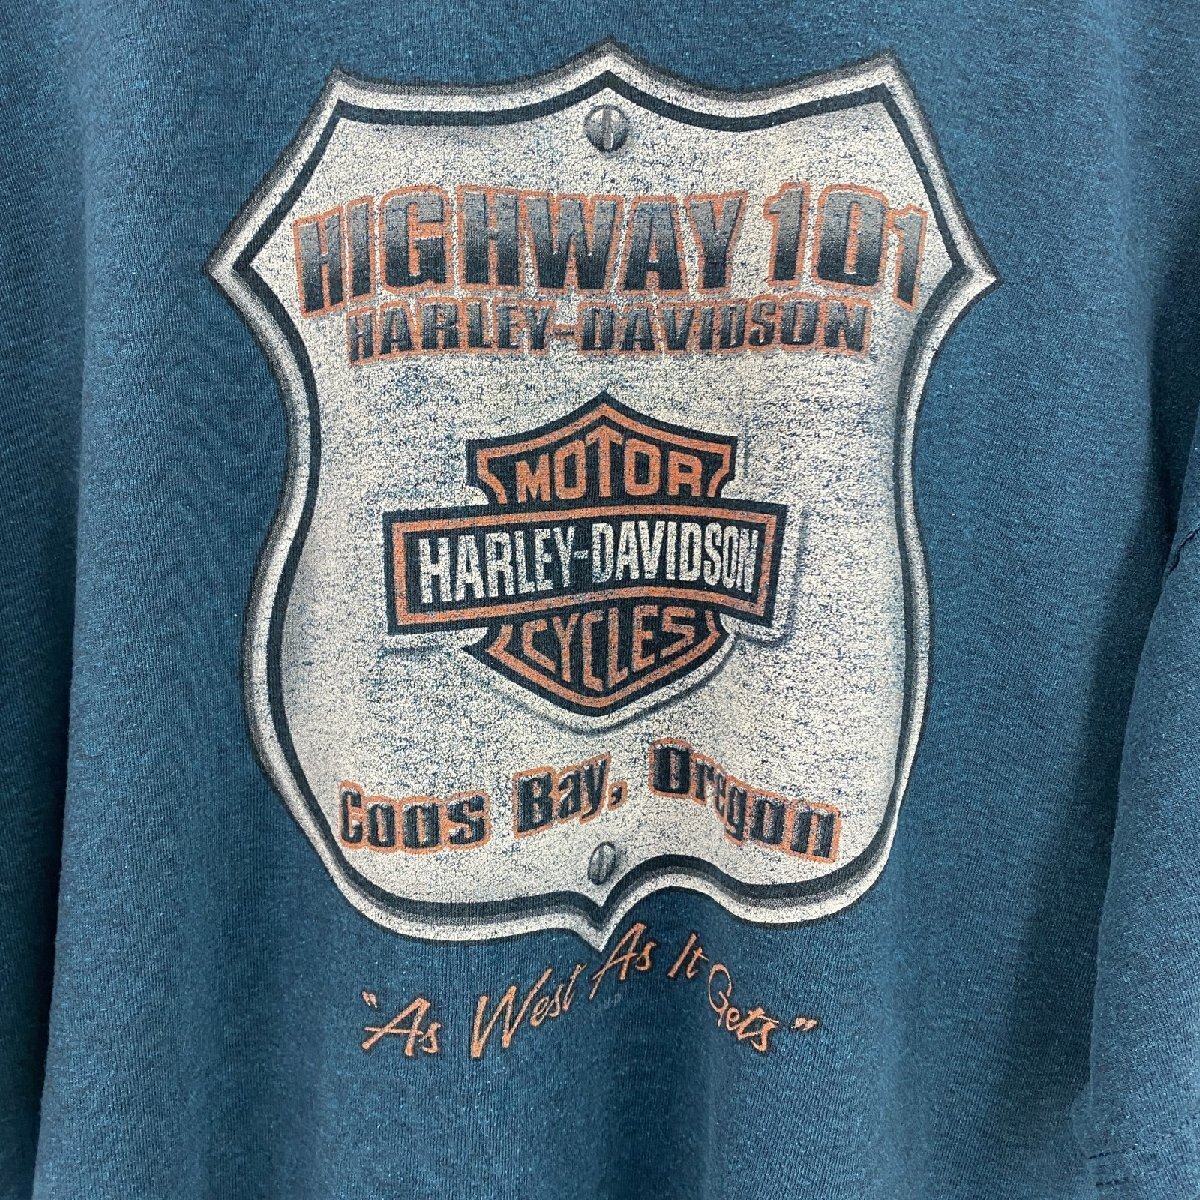 HIGHWAY 101
HARLEY-DAVIDSON
MOTOR
HARLEY-DAVIDSON
CYCLES
Coos Bay, Oregon
"As West As It Gets"